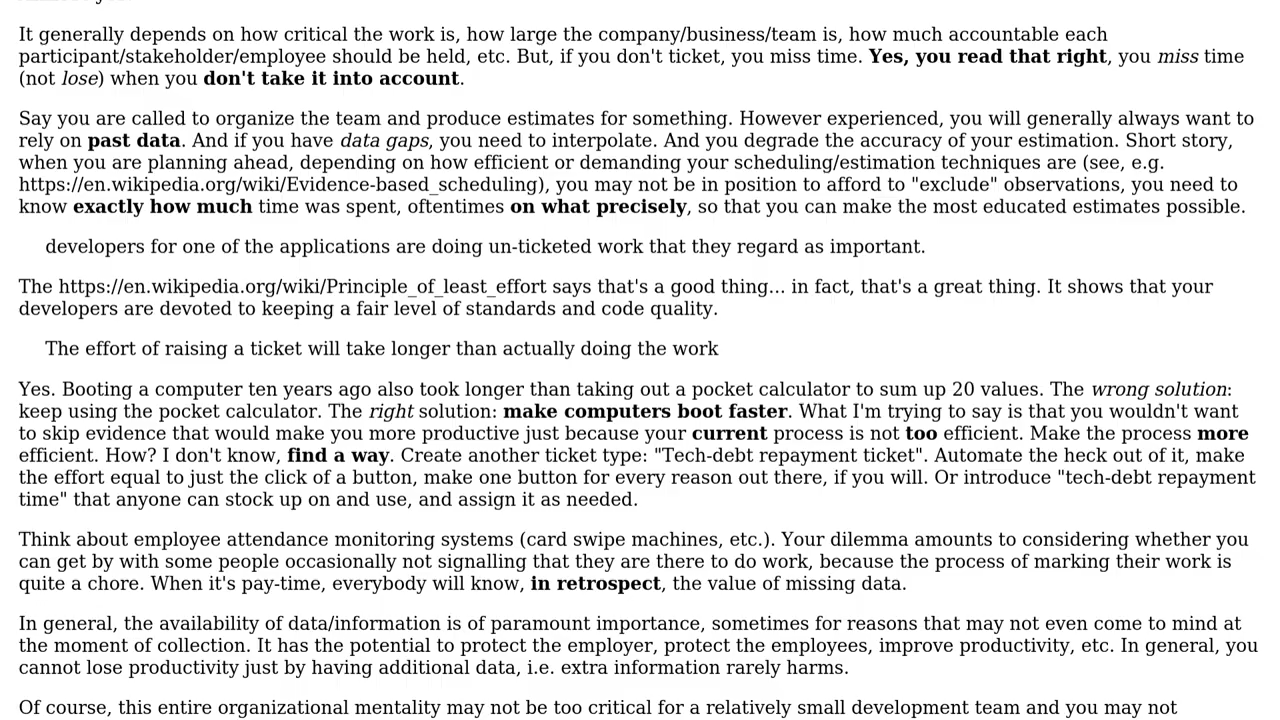 It generally depends on how critical the work is, how large the company/business/team is, how much accountable each
participant/stakeholder/employee should be held, etc. But, if you don't ticket, you miss time. Yes, you read that right, you miss time
(not lose) when you don't take it into account.
Say you are called to organize the team and produce estimates for something. However experienced, you will generally always want to
rely on past data. And if you have data gaps, you need to interpolate. And you degrade the accuracy of your estimation. Short story,
when you are planning ahead, depending on how efficient or demanding your scheduling/estimation techniques are (see, e.g.
https://en.wikipedia.org/wiki/Evidence-based_scheduling), you may not be in position to afford to "exclude" observations, you need to
know exactly how much time was spent, oftentimes on what precisely, so that you can make the most educated estimates possible.
developers for one of the applications are doing un-ticketed work that they regard as important.
The https://en.wikipedia.org/wiki/Principle_of_least_effort says that's a good thing... in fact, that's a great thing. It shows that your
developers are devoted to keeping a fair level of standards and code quality.
The effort of raising a ticket will take longer than actually doing the work
Yes. Booting a computer ten years ago also took longer than taking out a pocket calculator to sum up 20 values. The wrong solution:
keep using the pocket calculator. The right solution: make computers boot faster. What I'm trying to say is that you wouldn't want
to skip evidence that would make you more productive just because your current process is not too efficient. Make the process more
efficient. How? I don't know, find a way. Create another ticket type: "Tech-debt repayment ticket". Automate the heck out of it, make
the effort equal to just the click of a button, make one button for every reason out there, if you will. Or introduce "tech-debt repayment
time" that anyone can stock up on and use, and assign it as needed.
Think about employee attendance monitoring systems (card swipe machines, etc.). Your dilemma amounts to considering whether you
can get by with some people occasionally not signalling that they are there to do work, because the process of marking their work is
quite a chore. When it's pay-time, everybody will know, in retrospect, the value of missing data.
In general, the availability of data/information is of paramount importance, sometimes for reasons that may not even come to mind at
the moment of collection. It has the potential to protect the employer, protect the employees, improve productivity, etc. In general, you
cannot lose productivity just by having additional data, i.e. extra information rarely harms.
Of course, this entire organizational mentality may not be too critical for a relatively small development team and you may not